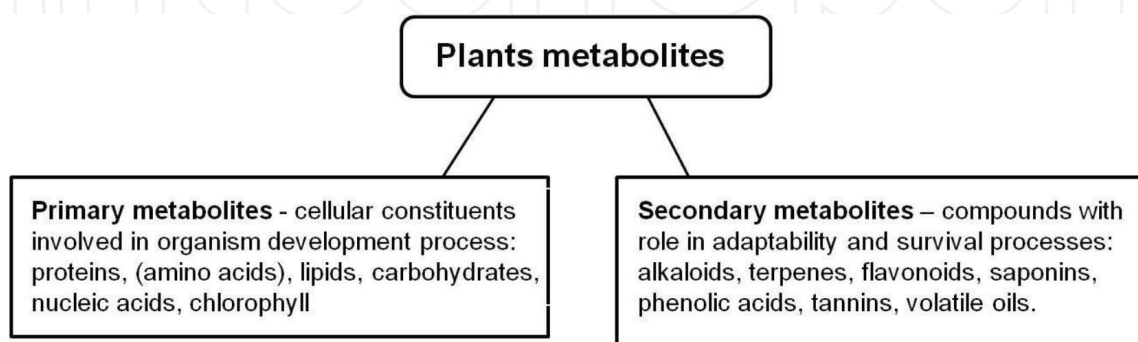 Plants metabolites
Primary metabolites - cellular constituents
involved in organism development process:
proteins, (amino acids), lipids, carbohydrates,
nucleic acids, chlorophyll
Secondary metabolites – compounds with
role in adaptability and survival processes:
alkaloids, terpenes, flavonoids, saponins,
phenolic acids, tannins, volatile oils.